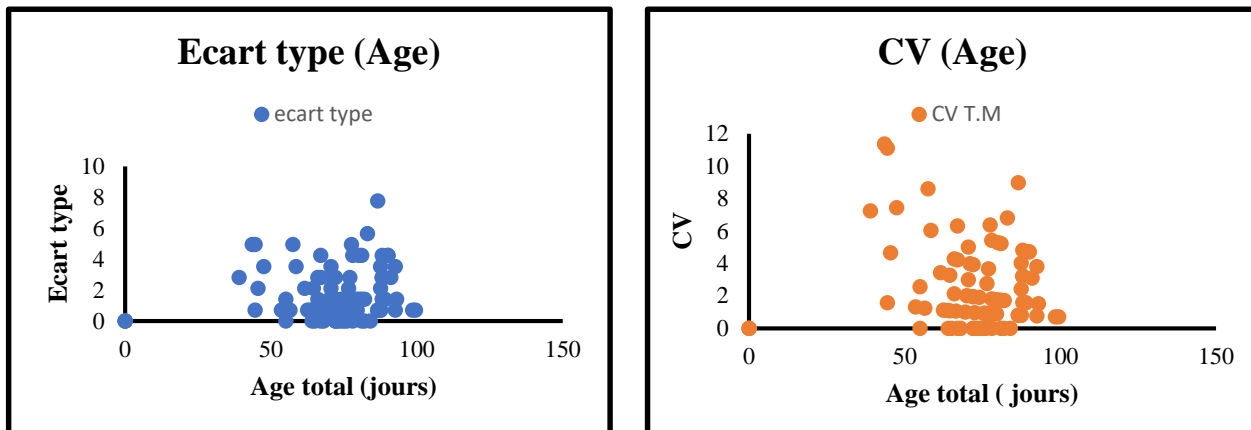 Ecart type (Age)
ecart type
10
8
6
4
2
0
0 50 100 150
Ecart type
Age total (jours)
CV (Age)
CV T.M
12
10
8
6
4
2
0
0 50 100 150
CV
Age total ( jours)